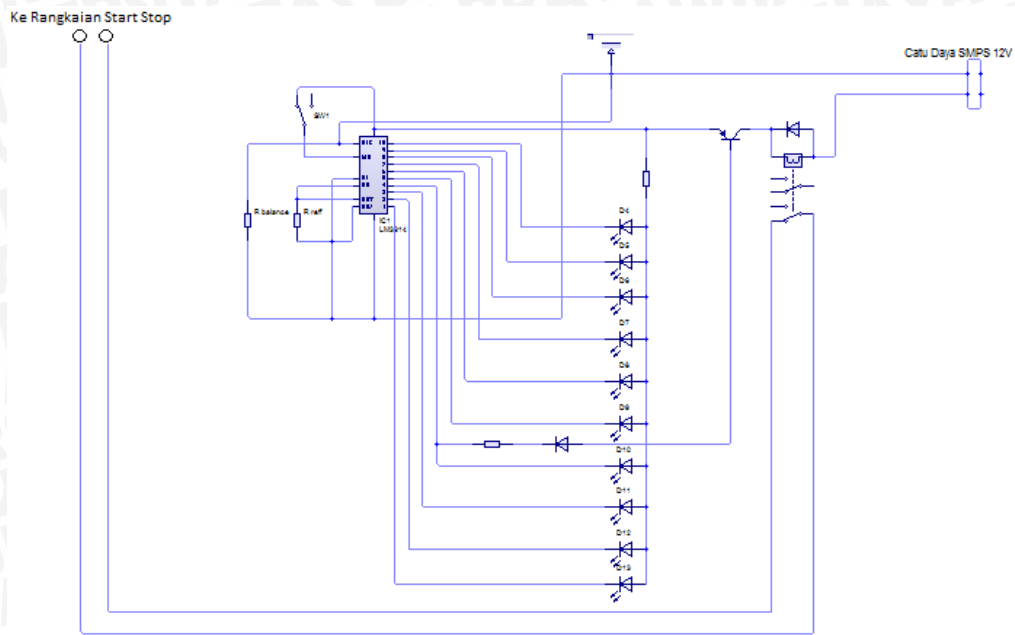 Ke Rangkaian Start Stop
Catu Daya SMPS 12V
SW1
R balance
R reff
IC1
LM3914
D4
D5
D6
D7
D8
D9
D10
D11
D12
D13